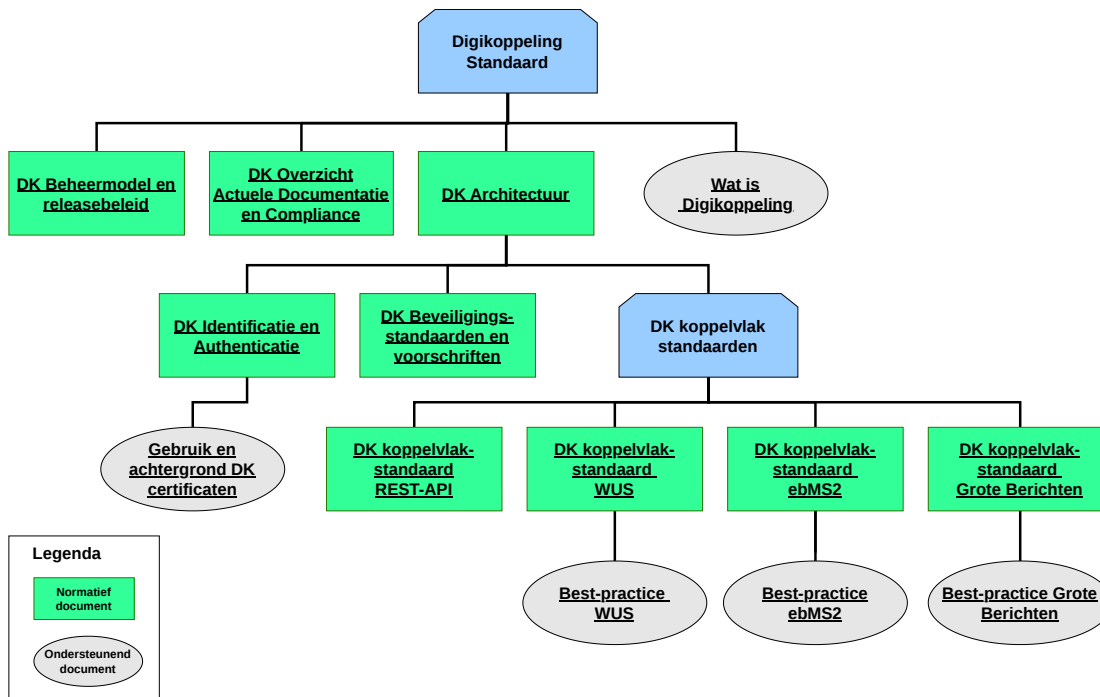 Digikoppeling
Standaard
DK Beheermodel en
releasebeleid
DK Overzicht
Actuele Documentatie
en Compliance
DK Architectuur
Wat is
Digikoppeling
DK Identificatie en
Authenticatie
DK Beveiligings-
standaarden en
voorschriften
DK koppelvlak
standaarden
Gebruik en
achtergrond DK
certificaten
DK koppelvlak-
standaard
REST-API
DK koppelvlak-
standaard
WUS
DK koppelvlak-
standaard
ebMS2
DK koppelvlak-
standaard
Grote Berichten
Best-practice
WUS
Best-practice
ebMS2
Best-practice Grote
Berichten
Legenda
Normatief
document
Ondersteunend
document